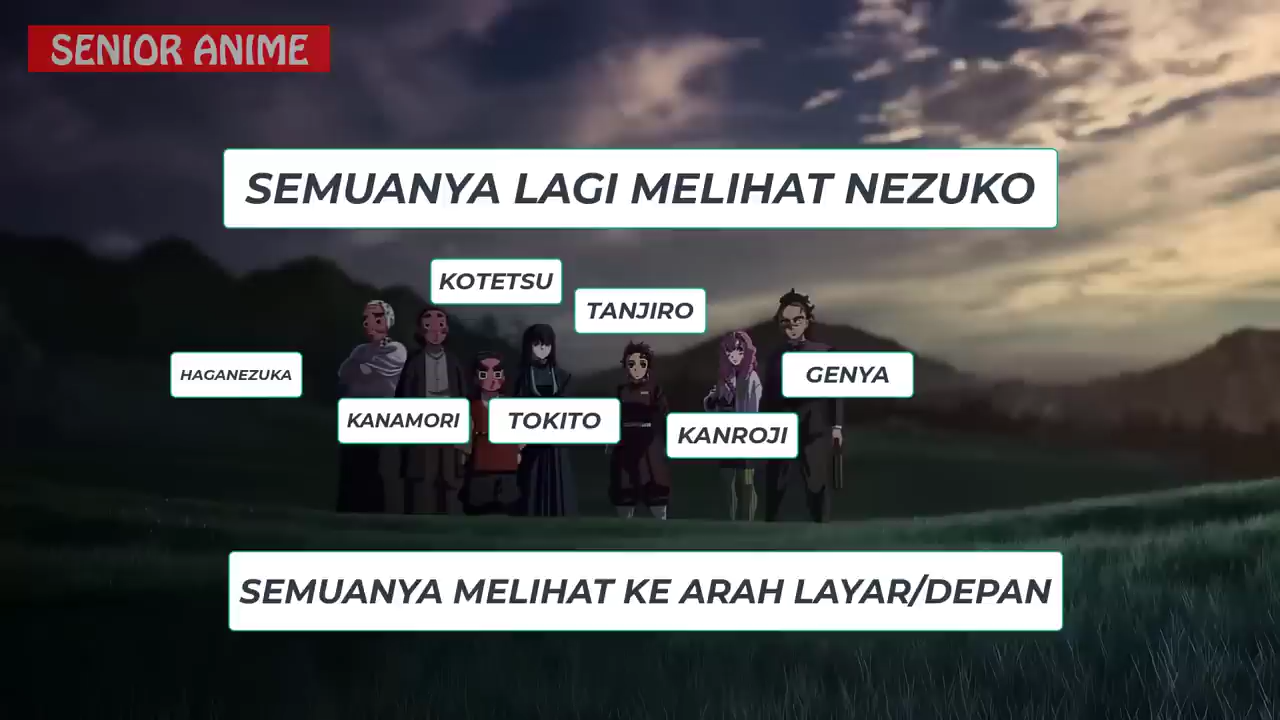 SENIOR ANIME
SEMUANYA LAGI MELIHAT NEZUKO
KOTETSU
TANJIRO
HAGANEZUKA
GENYA
KANAMORI
TOKITO
KANROJI
SEMUANYA MELIHAT KE ARAH LAYAR/DEPAN